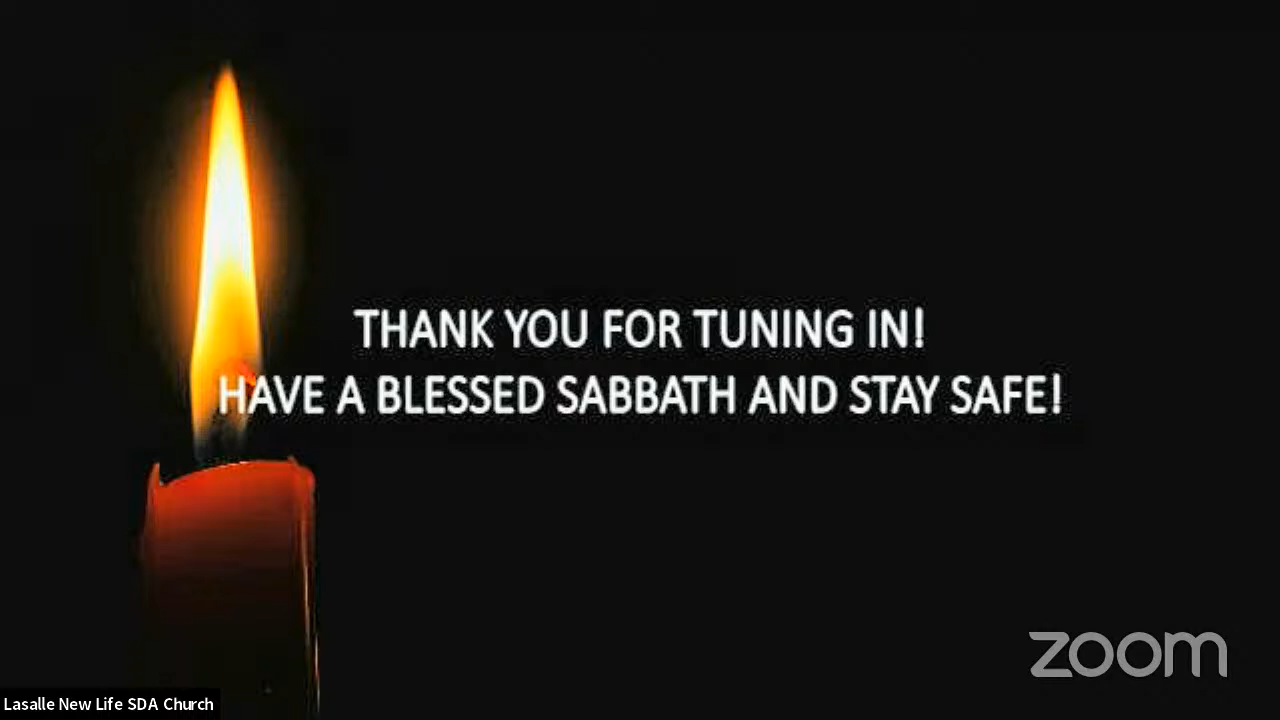 THANK YOU FOR TUNING IN!
HAVE A BLESSED SABBATH AND STAY SAFE!
zoom
Lasalle New Life SDA Church